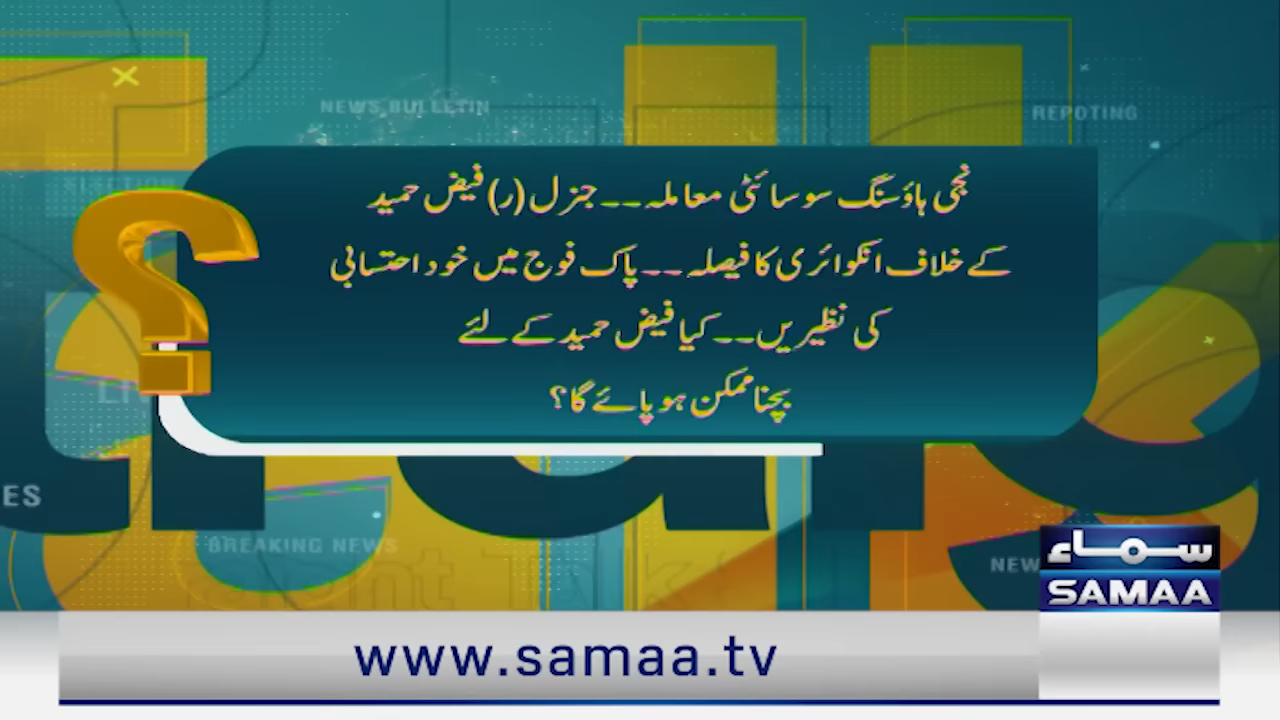 NEWS BULLETIN
REPOTING
نجی ہاؤسنگ سوسائٹی معاملہ۔۔جنرل(ر)فیض حمید
کے خلاف انکوائری کا فیصلہ۔۔پاک فوج میں خود احتسابی
کی نظیریں۔۔کیا فیض حمید کے لئے
بچنا ممکن ہو پائے گا؟
؟
LI
ES
BREAKING NEWS
NEW
سماء
SAMAA
www.samaa.tv